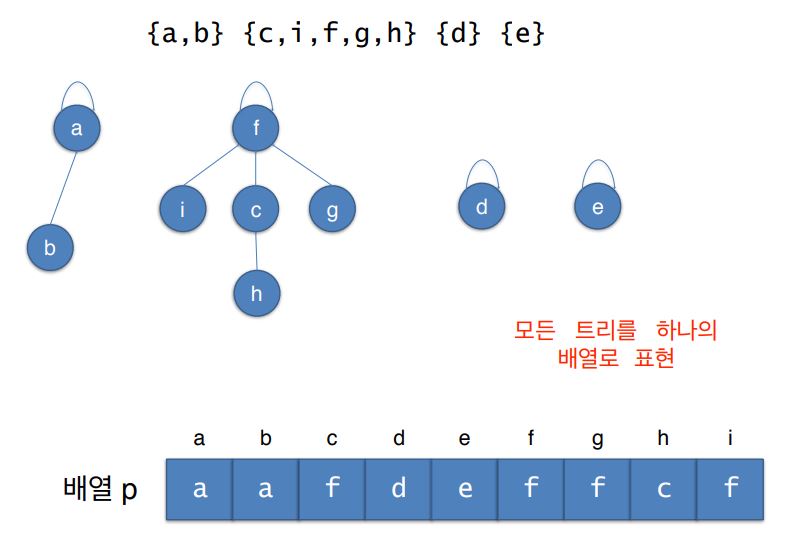 {a,b} {c,i,f,g,h} {d} {e}
a
f
i
c
g
d
e
b
h
모든 트리를 하나의
배열로 표현
a b c d e f g h i
배열 p a a f d e f f c f